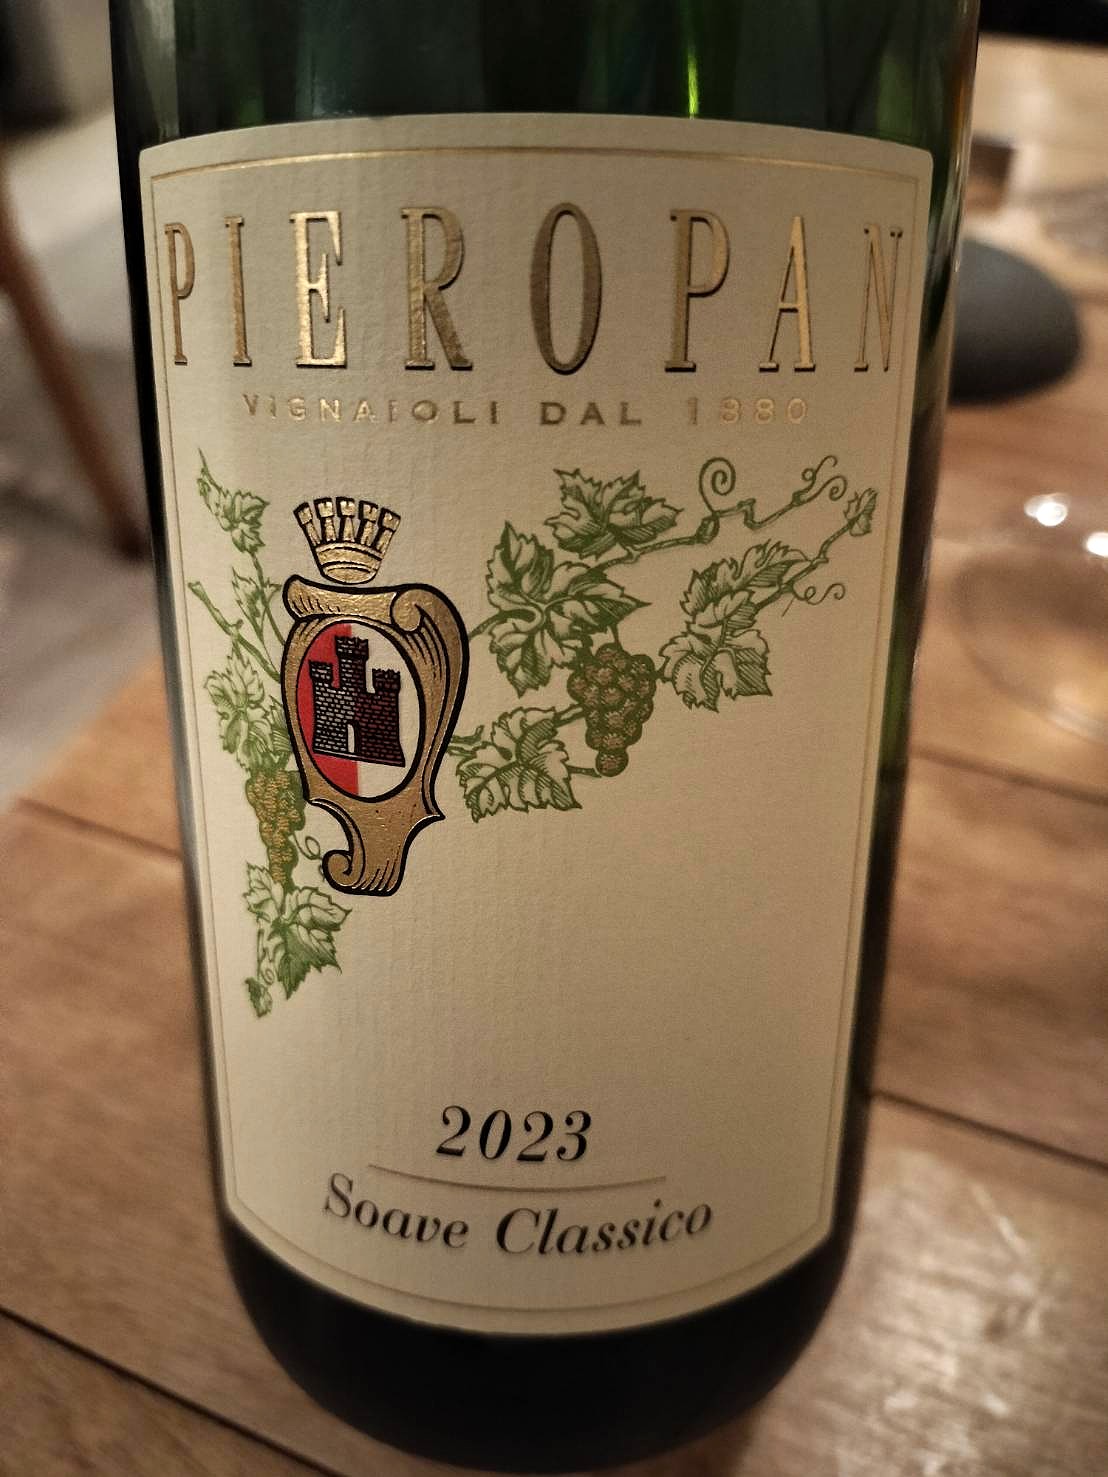 PIEROPAN
VIGNAIOLI DAL 1880
2023
Soave Classico